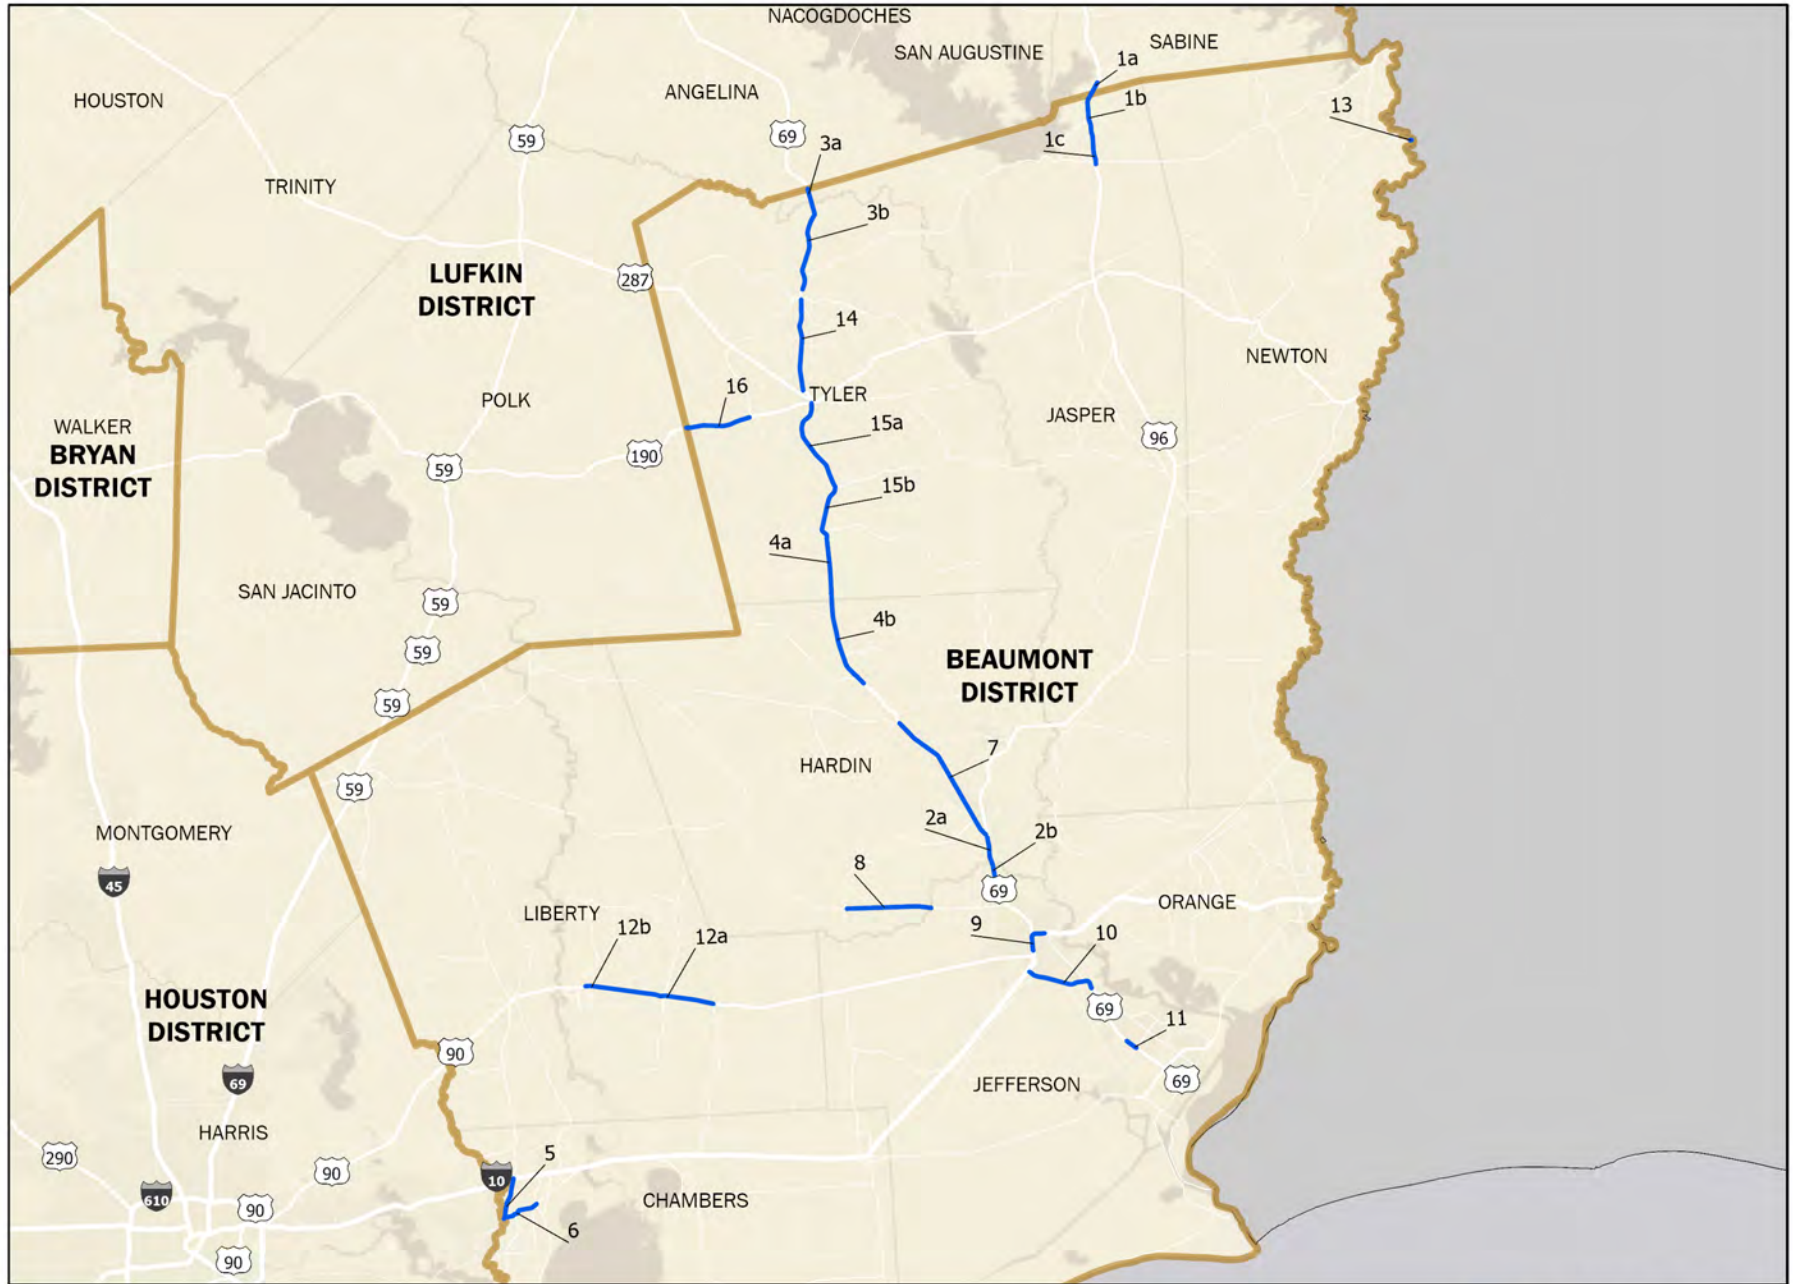 NACOGDOCHES
SABINE
SAN AUGUSTINE
1a
ANGELINA
HOUSTON
1b
13
59
69
1c
3a
TRINITY
3b
LUFKIN
DISTRICT
287
14
NEWTON
16
TYLER
POLK
JASPER
WALKER
15a
96
BRYAN
DISTRICT
190
59
15b
4a
SAN JACINTO
59
4b
59
BEAUMONT
DISTRICT
59
7
HARDIN
59
2a
2b
MONTGOMERY
8
45
69
ORANGE
LIBERTY
12b
12a
9
10
HOUSTON
DISTRICT
69
11
90
69
69
JEFFERSON
HARRIS
290
5
90
10
610
90
CHAMBERS
6
90